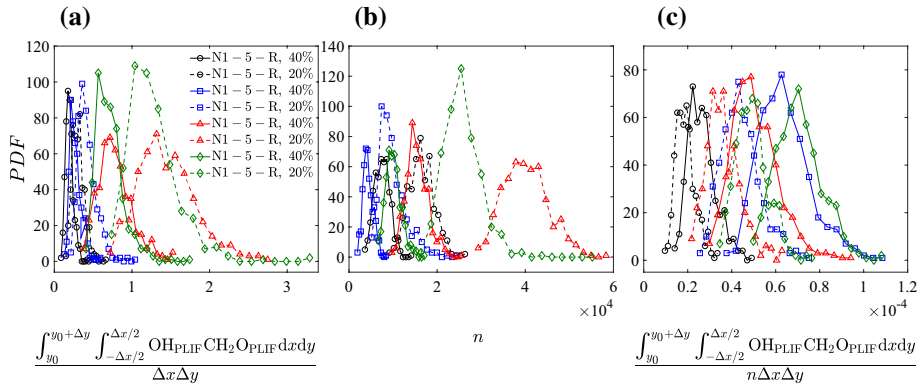 (a)
(b)
(c)
PDF
120
100
80
60
40
20
0
0 1 2 3
N1 − 5 − R, 40%
N1 − 5 − R, 20%
N1 − 5 − R, 40%
N1 − 5 − R, 20%
N1 − 5 − R, 40%
N1 − 5 − R, 20%
N1 − 5 − R, 40%
N1 − 5 − R, 20%
∫_{y_0}^{y_0+Δy} ∫_{−Δx/2}^{Δx/2} OH_PLIF CH_2O_PLIF dxdy
ΔxΔy
140
120
100
80
60
40
20
0
0 2 4 6
×10^4
n
80
60
40
20
0
0 0.2 0.4 0.6 0.8 1 1.2
×10^-4
∫_{y_0}^{y_0+Δy} ∫_{−Δx/2}^{Δx/2} OH_PLIF CH_2O_PLIF dxdy
nΔxΔy